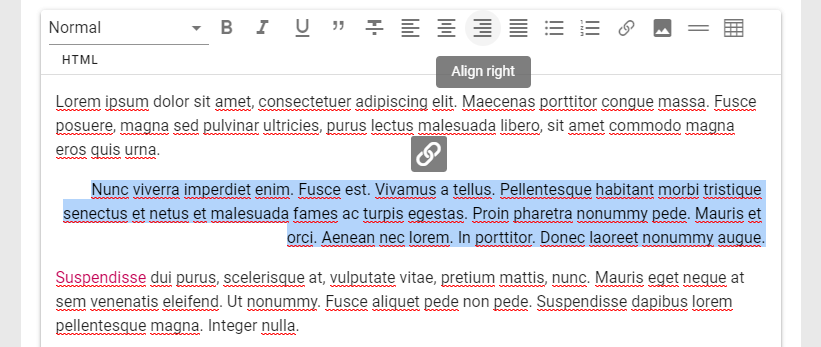 Normal
B I U
HTML
Align right
Lorem ipsum dolor sit amet, consectetuer adipiscing elit. Maecenas porttitor congue massa. Fusce
posuere, magna sed pulvinar ultricies, purus lectus malesuada libero, sit amet commodo magna
eros quis urna.
Nunc viverra imperdiet enim. Fusce est. Vivamus a tellus. Pellentesque habitant morbi tristique
senectus et netus et malesuada fames ac turpis egestas. Proin pharetra nonummy pede. Mauris et
orci. Aenean nec lorem. In porttitor. Donec laoreet nonummy augue.
Suspendisse dui purus, scelerisque at, vulputate vitae, pretium mattis, nunc. Mauris eget neque at
sem venenatis eleifend. Ut nonummy. Fusce aliquet pede non pede. Suspendisse dapibus lorem
pellentesque magna. Integer nulla.